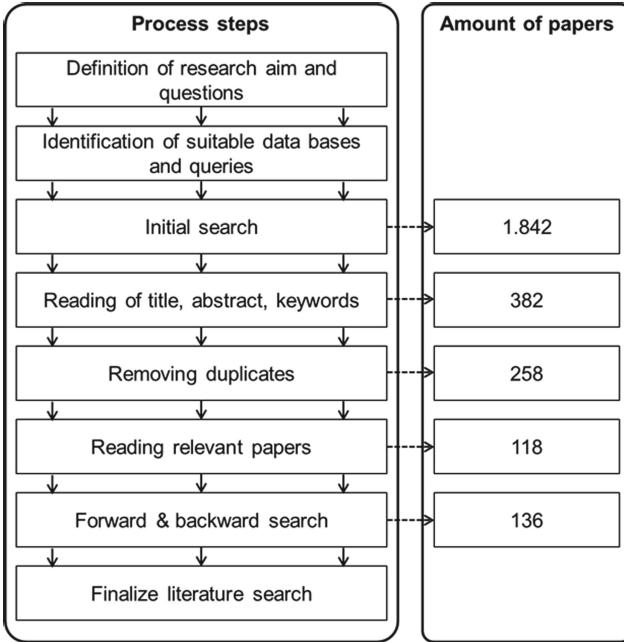 Process steps
Amount of papers
Definition of research aim and
questions
Identification of suitable data bases
and queries
Initial search
1.842
Reading of title, abstract, keywords
382
Removing duplicates
258
Reading relevant papers
118
Forward & backward search
136
Finalize literature search